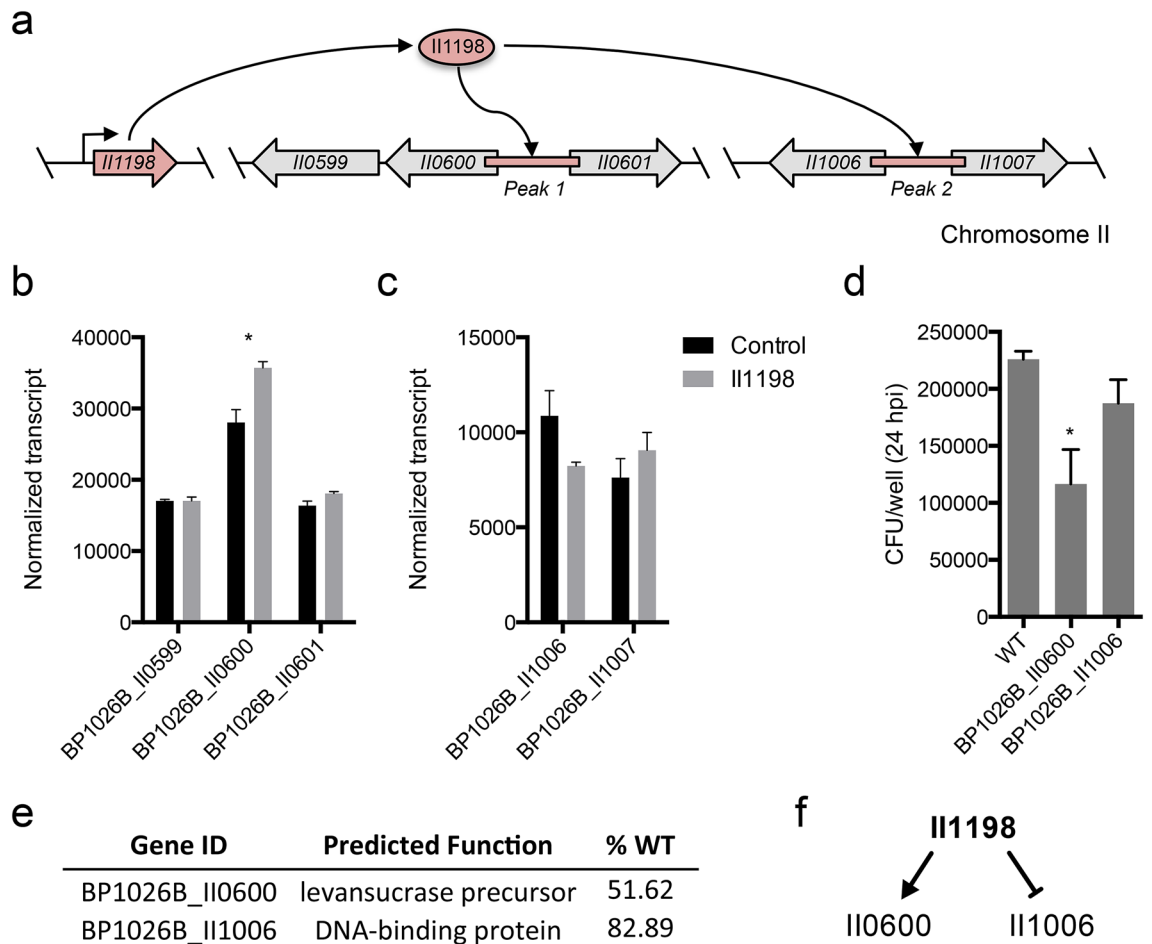 a
II1198
II1198
II0599
II0600
II0601
II1006
II1007
Peak 1
Peak 2
Chromosome II
b
c
d
Normalized transcript
40000
30000
20000
10000
0
*
BP1026B_II0599
BP1026B_II0600
BP1026B_II0601
Normalized transcript
15000
10000
5000
0
Control
II1198
BP1026B_II1006
BP1026B_II1007
CFU/well (24 hpi)
250000
200000
150000
100000
50000
0
*
WT
BP1026B_II0600
BP1026B_II1006
e
Gene ID Predicted Function % WT
BP1026B_II0600 levansucrase precursor 51.62
BP1026B_II1006 DNA-binding protein 82.89
f
II1198
II0600 II1006